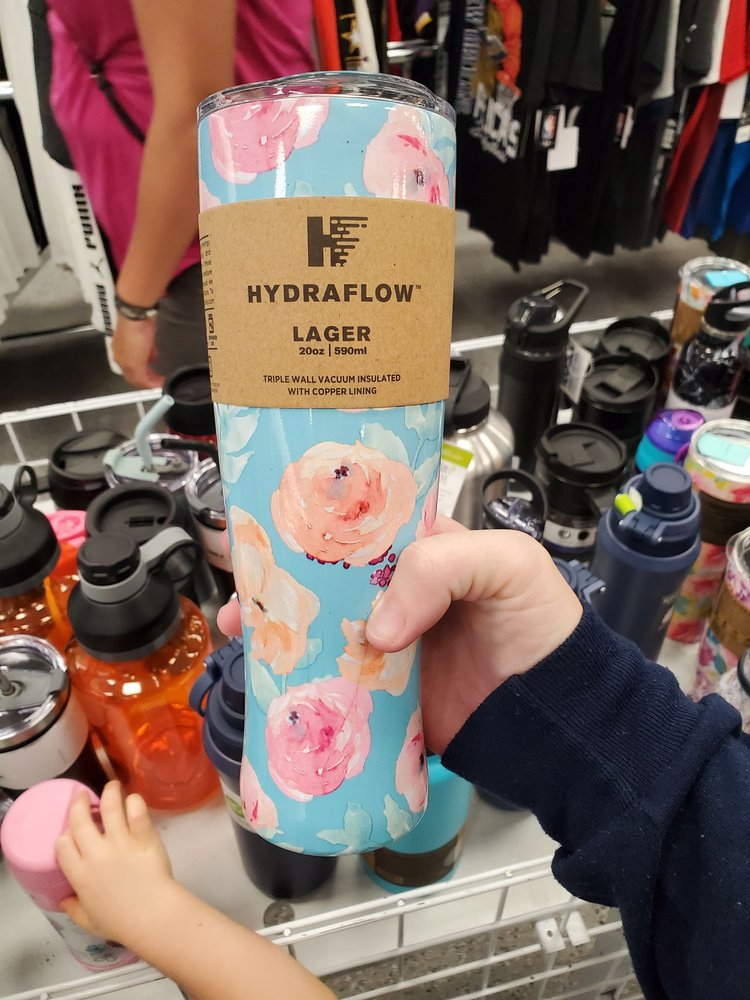 HYDRAFLOW™
LAGER
20oz | 590ml
TRIPLE WALL VACUUM INSULATED
WITH COPPER LINING
PUMA